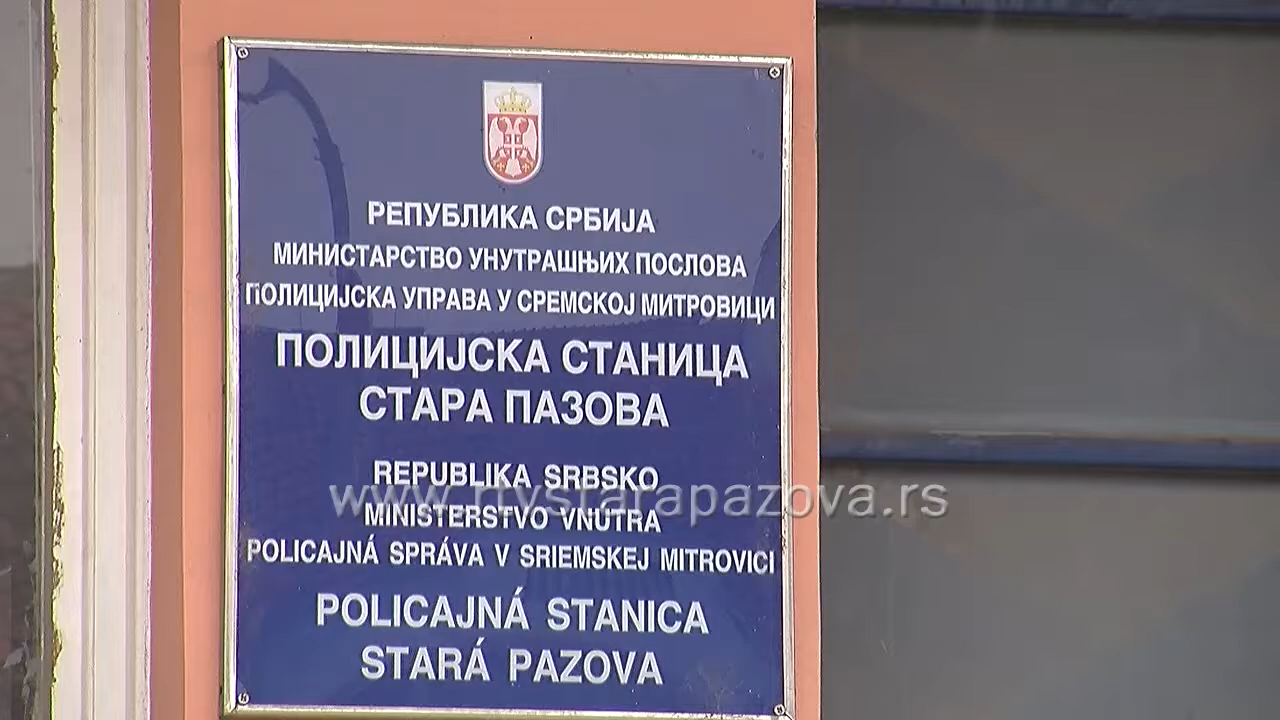 РЕПУБЛИКА СРБИЈА
МИНИСТАРСТВО УНУТРАШЊИХ ПОСЛОВА
ПОЛИЦИЈСКА УПРАВА У СРЕМСКОЈ МИТРОВИЦИ
ПОЛИЦИЈСКА СТАНИЦА
СТАРА ПАЗОВА
REPUBLIKA SRBSKO
www.rtvstarapazova.rs
MINISTERSTVO VNÚTRA
POLICAJNÁ SPRÁVA V SRIEMSKEJ MITROVICI
POLICAJNÁ STANICA
STARÁ PAZOVA